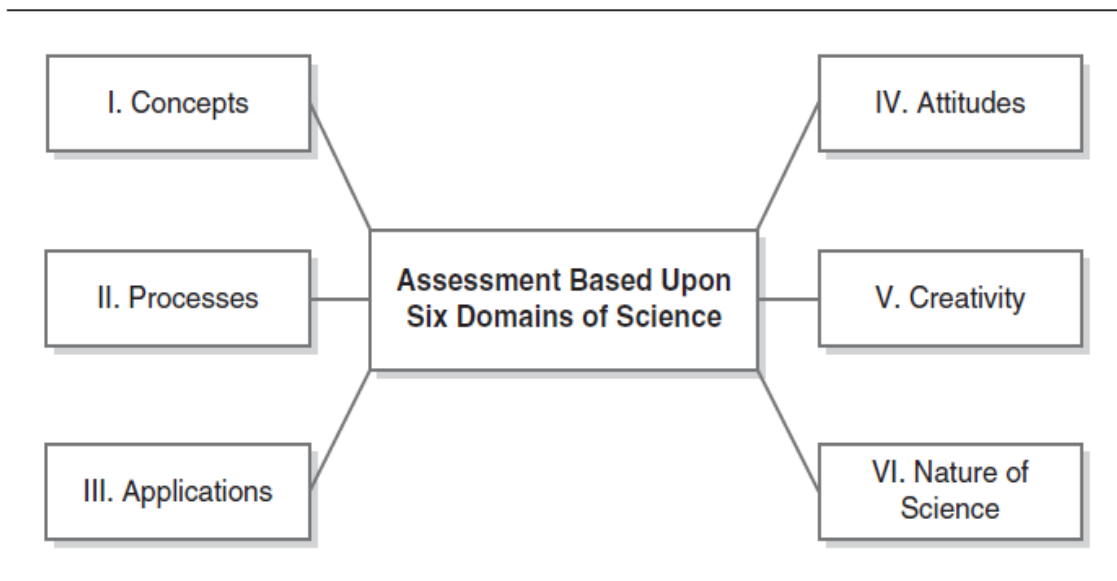 I. Concepts
II. Processes
III. Applications
Assessment Based Upon
Six Domains of Science
IV. Attitudes
V. Creativity
VI. Nature of
Science